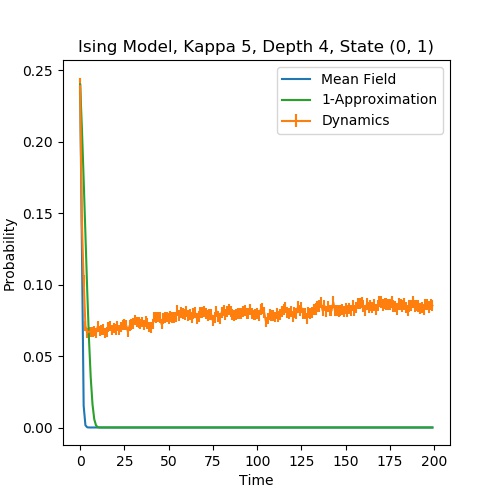 Ising Model, Kappa 5, Depth 4, State (0, 1)
Mean Field
1-Approximation
Dynamics
Probability
0.25
0.20
0.15
0.10
0.05
0.00
0 25 50 75 100 125 150 175 200
Time